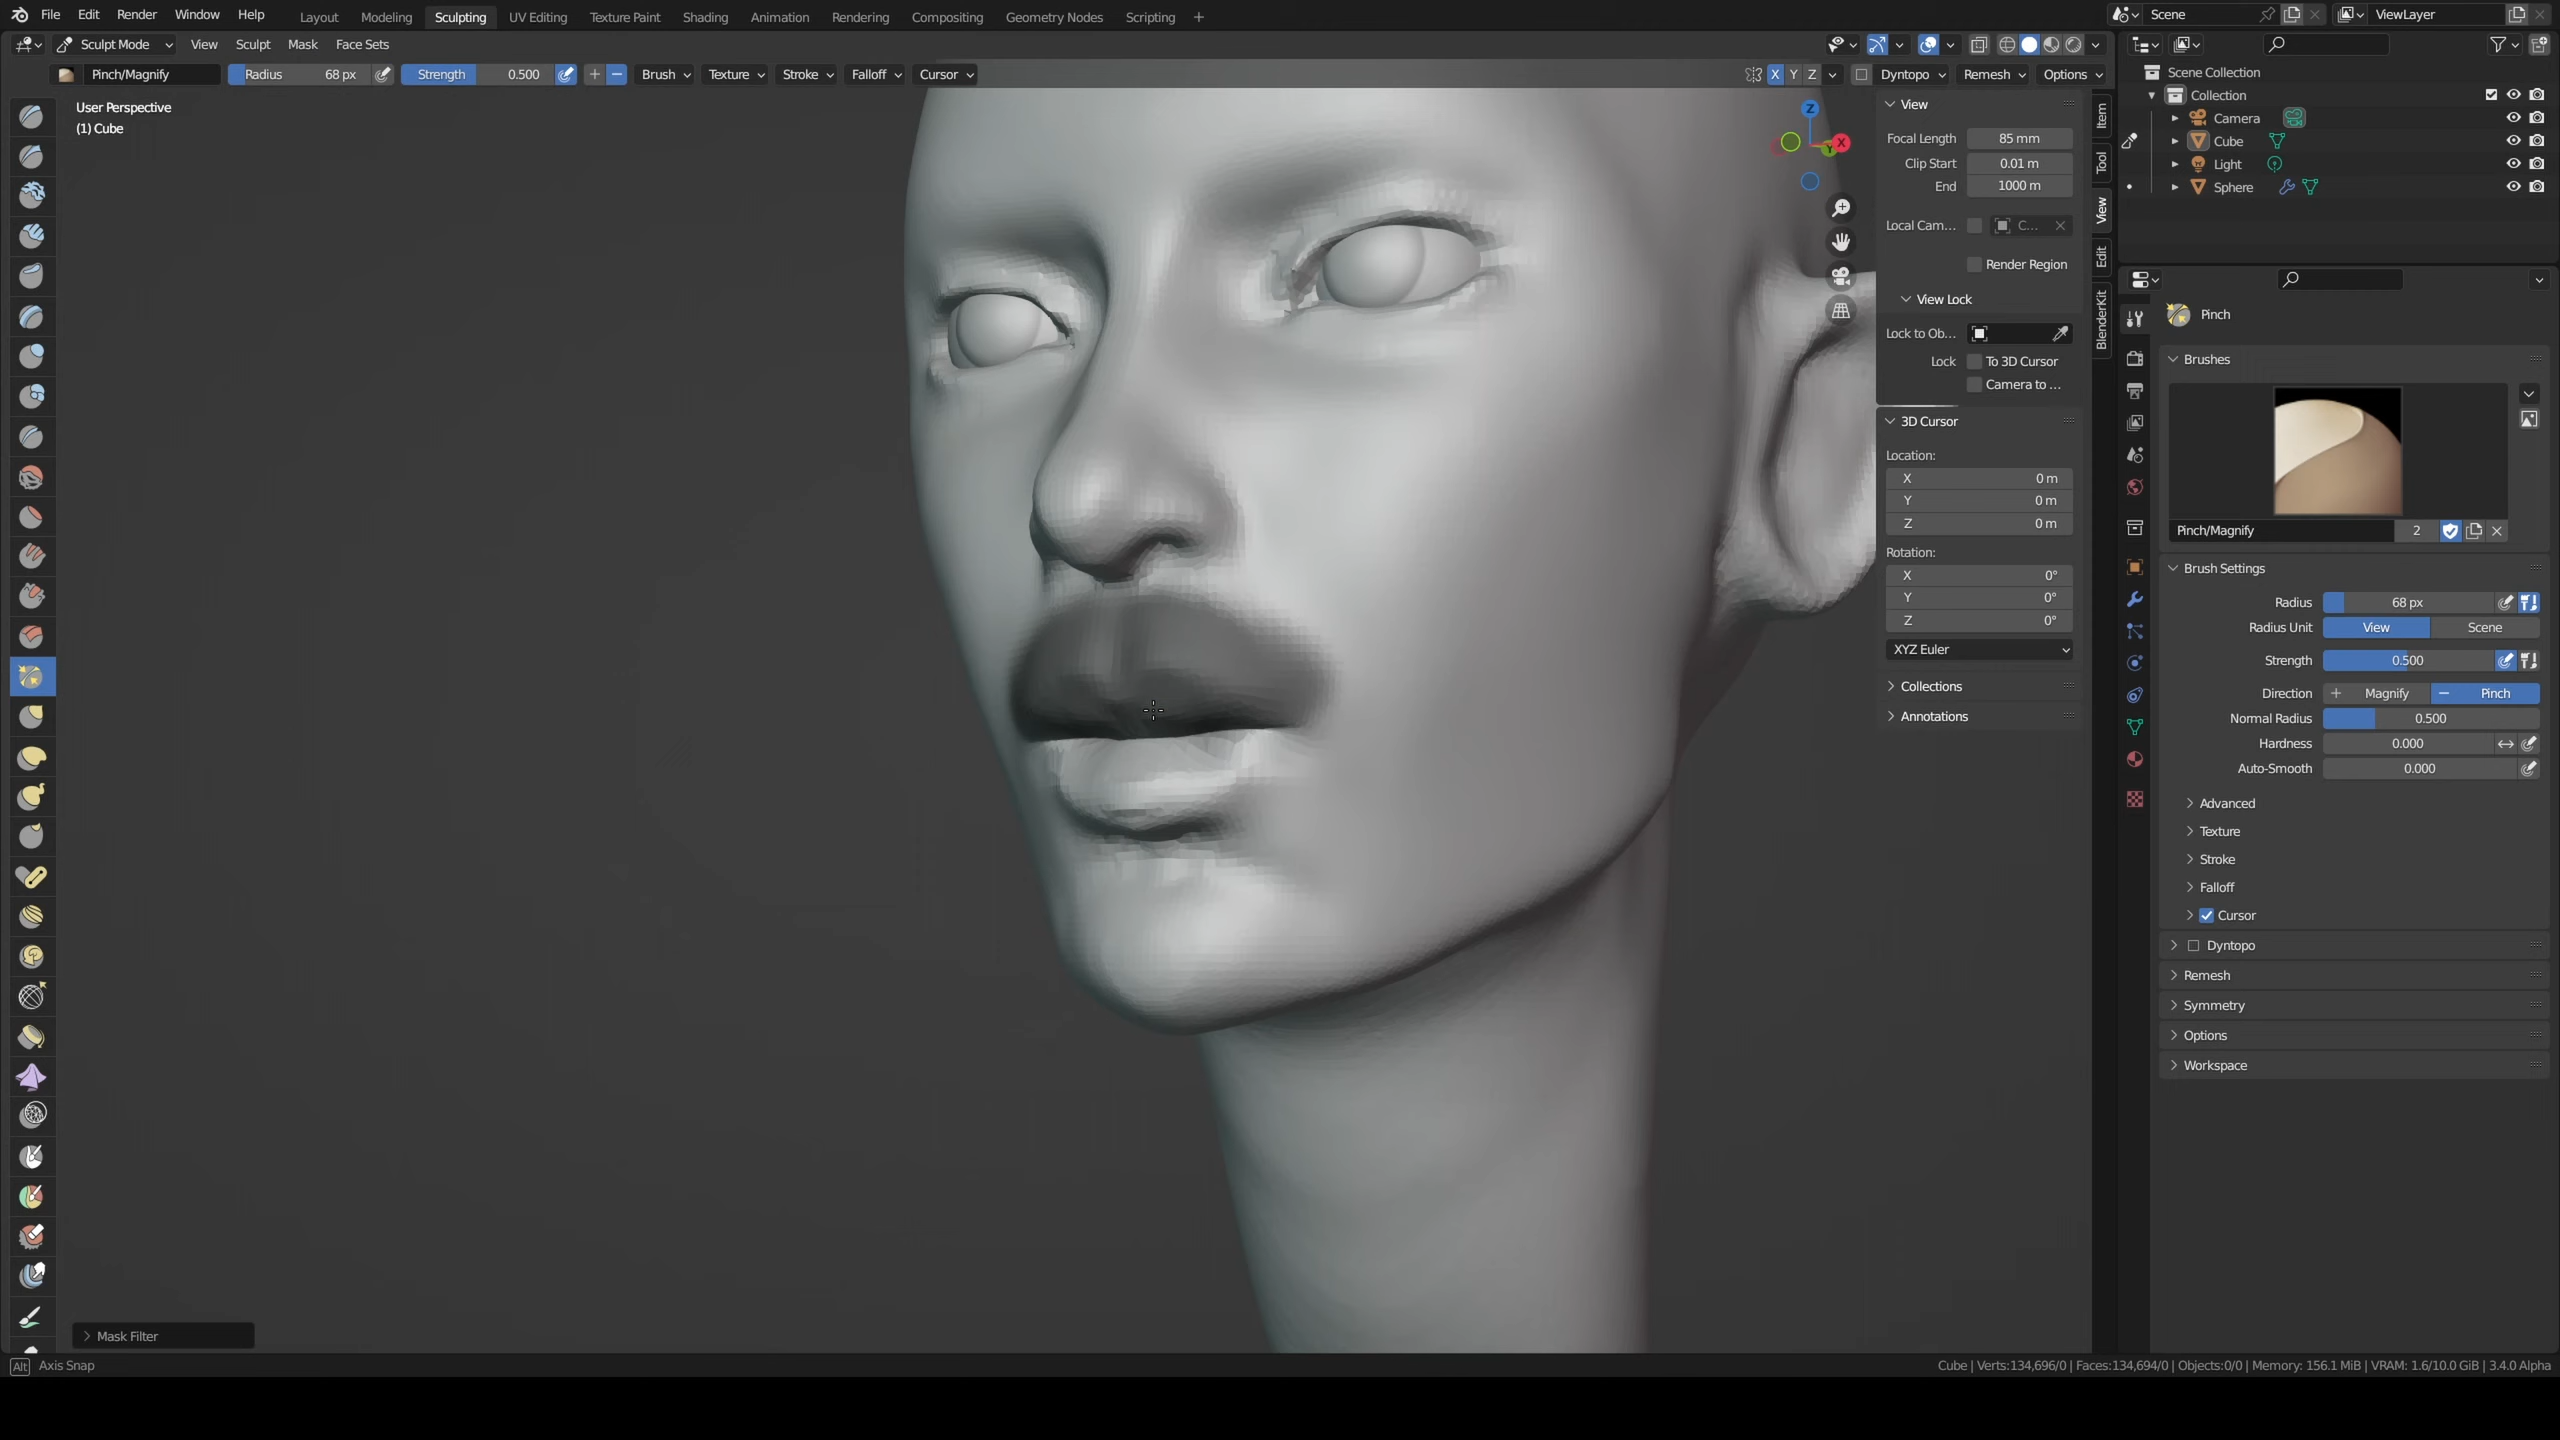 File Edit Render Window Help Layout Modeling Sculpting UV Editing Texture Paint Shading Animation Rendering Compositing Geometry Nodes Scripting + Scene ViewLayer
Sculpt Mode View Sculpt Mask Face Sets
Pinch/Magnify Radius 68 px Strength 0.500 Brush Texture Stroke Falloff Cursor X Y Z Dyntopo Remesh Options
User Perspective
(1) Cube
Z
X
Y
View
Focal Length 85 mm
Clip Start 0.01 m
End 1000 m
Local Cam... C...
Render Region
View Lock
Lock to Ob...
Lock To 3D Cursor
Camera to ...
3D Cursor
Location:
X 0 m
Y 0 m
Z 0 m
Rotation:
X 0°
Y 0°
Z 0°
XYZ Euler
Collections
Annotations
Item
Tool
View
Edit
BlenderKit
Scene Collection
Collection
Camera
Cube
Light
Sphere
Pinch
Brushes
Pinch/Magnify 2
Brush Settings
Radius 68 px
Radius Unit View Scene
Strength 0.500
Direction + Magnify − Pinch
Normal Radius 0.500
Hardness 0.000
Auto-Smooth 0.000
Advanced
Texture
Stroke
Falloff
Cursor
Dyntopo
Remesh
Symmetry
Options
Workspace
Mask Filter
Alt Axis Snap
Cube | Verts:134,696/0 | Faces:134,694/0 | Objects:0/0 | Memory: 156.1 MiB | VRAM: 1.6/10.0 GiB | 3.4.0 Alpha